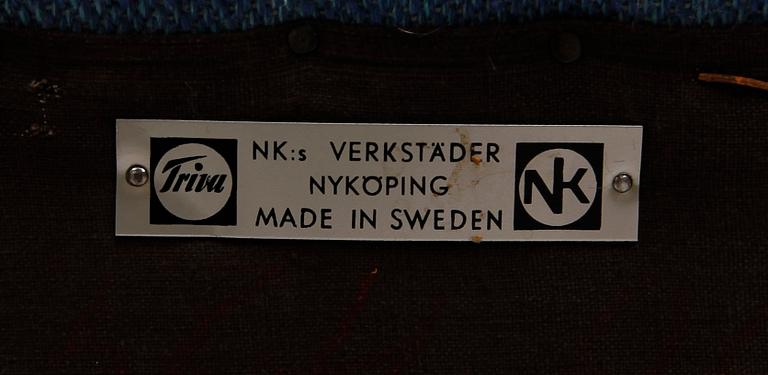 Triva
NK:s VERKSTÄDER
NYKÖPING
MADE IN SWEDEN
NK